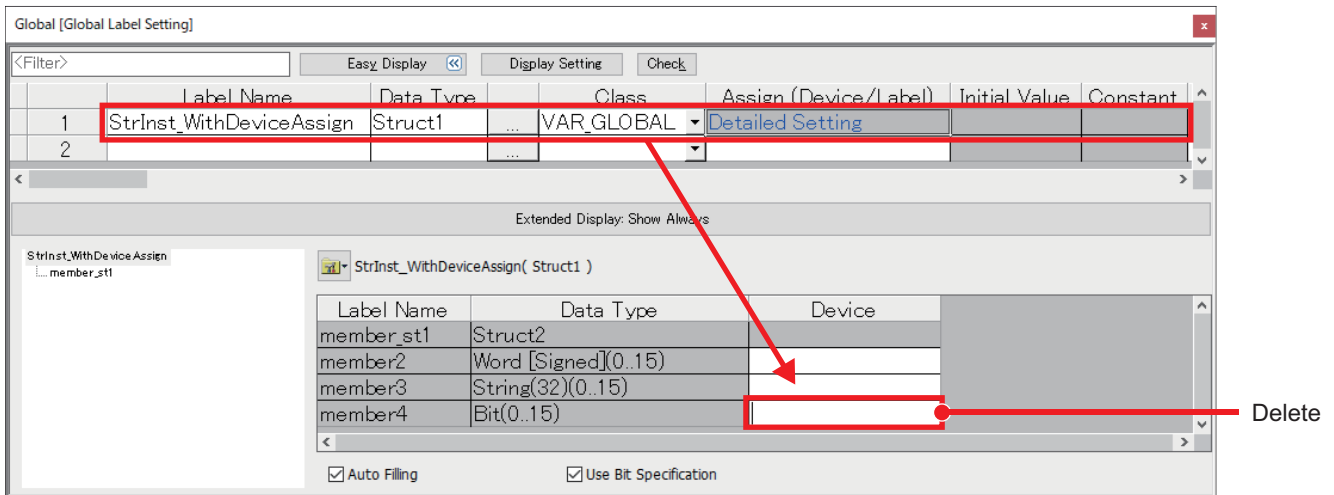 Global [Global Label Setting]
x
<Filter>
Easy Display
Display Setting
Check
Label Name Data Type Class Assign (Device/Label) Initial Value Constant
1 StrInst_WithDeviceAssign Struct1 ... VAR_GLOBAL Detailed Setting
2 ...
Extended Display: Show Always
StrInst_WithDeviceAssign
member_st1
StrInst_WithDeviceAssign( Struct1 )
Label Name Data Type Device
member_st1 Struct2
member2 Word [Signed](0..15)
member3 String(32)(0..15)
member4 Bit(0..15)
Delete
Auto Filling Use Bit Specification